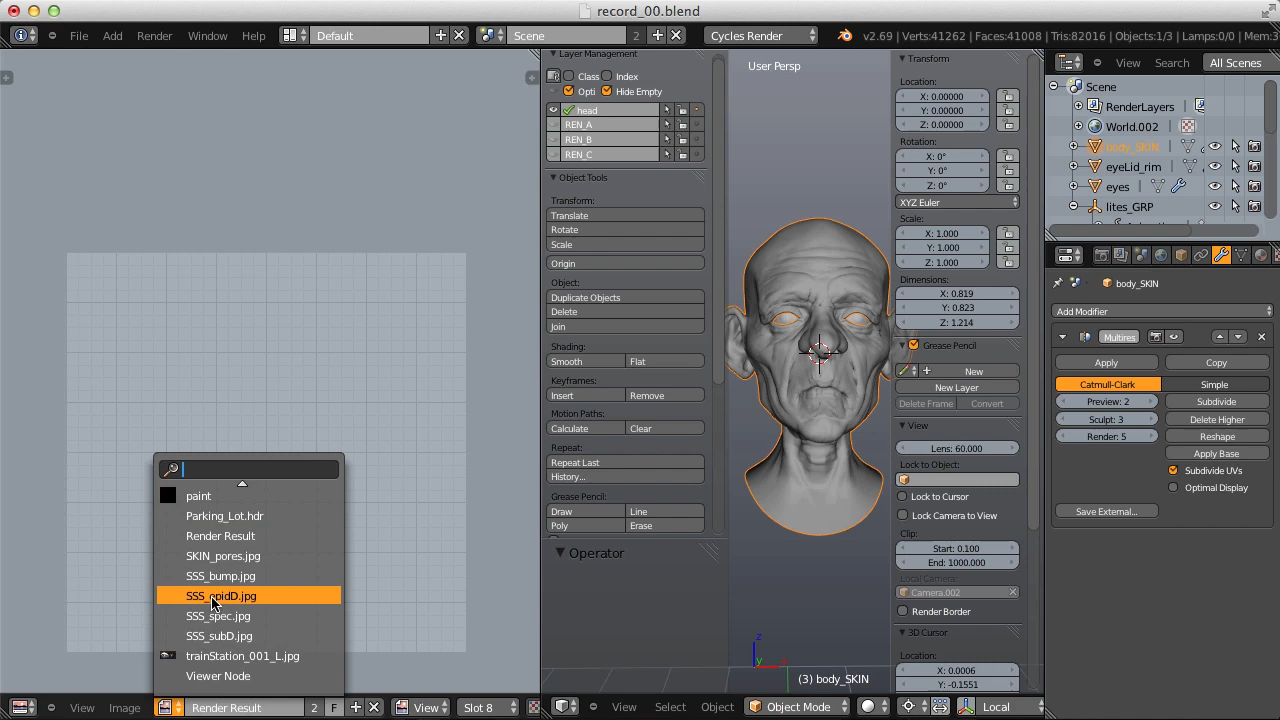 record_00.blend
File Add Render Window Help Default Scene 2 Cycles Render v2.69 | Verts:41262 | Faces:41008 | Tris:82016 | Objects:1/3 | Lamps:0/0 | Mem:3
Layer Management
Class Index
Opti Hide Empty
head
REN_A
REN_B
REN_C
Object Tools
Transform:
Translate
Rotate
Scale
Origin
Object:
Duplicate Objects
Delete
Join
Shading:
Smooth Flat
Keyframes:
Insert Remove
Motion Paths:
Calculate Clear
Repeat:
Repeat Last
History...
Grease Pencil:
Draw Line
Poly Erase
Operator
User Persp
z
y
(3) body_SKIN
Transform
Location:
X: 0.00000
Y: 0.00000
Z: 0.00000
Rotation:
X: 0°
Y: 0°
Z: 0°
XYZ Euler
Scale:
X: 1.000
Y: 1.000
Z: 1.000
Dimensions:
X: 0.819
Y: 0.823
Z: 1.214
Grease Pencil
New
New Layer
Delete Frame Convert
View
Lens: 60.000
Lock to Object:
Lock to Cursor
Lock Camera to View
Clip:
Start: 0.100
End: 1000.000
Local Camera:
Camera.002
Render Border
3D Cursor
Location:
X: 0.0006
Y: -0.1551
View Search All Scenes
Scene
RenderLayers
World.002
body_SKIN
eyeLid_rim
eyes
lites_GRP
body_SKIN
Add Modifier
Multires
Apply Copy
Catmull-Clark Simple
Preview: 2 Subdivide
Sculpt: 3 Delete Higher
Render: 5 Reshape
Apply Base
Subdivide UVs
Optimal Display
Save External...
paint
Parking_Lot.hdr
Render Result
SKIN_pores.jpg
SSS_bump.jpg
SSS_epidD.jpg
SSS_spec.jpg
SSS_subD.jpg
trainStation_001_L.jpg
Viewer Node
View Image Render Result 2 F View Slot 8
View Select Object Object Mode Local